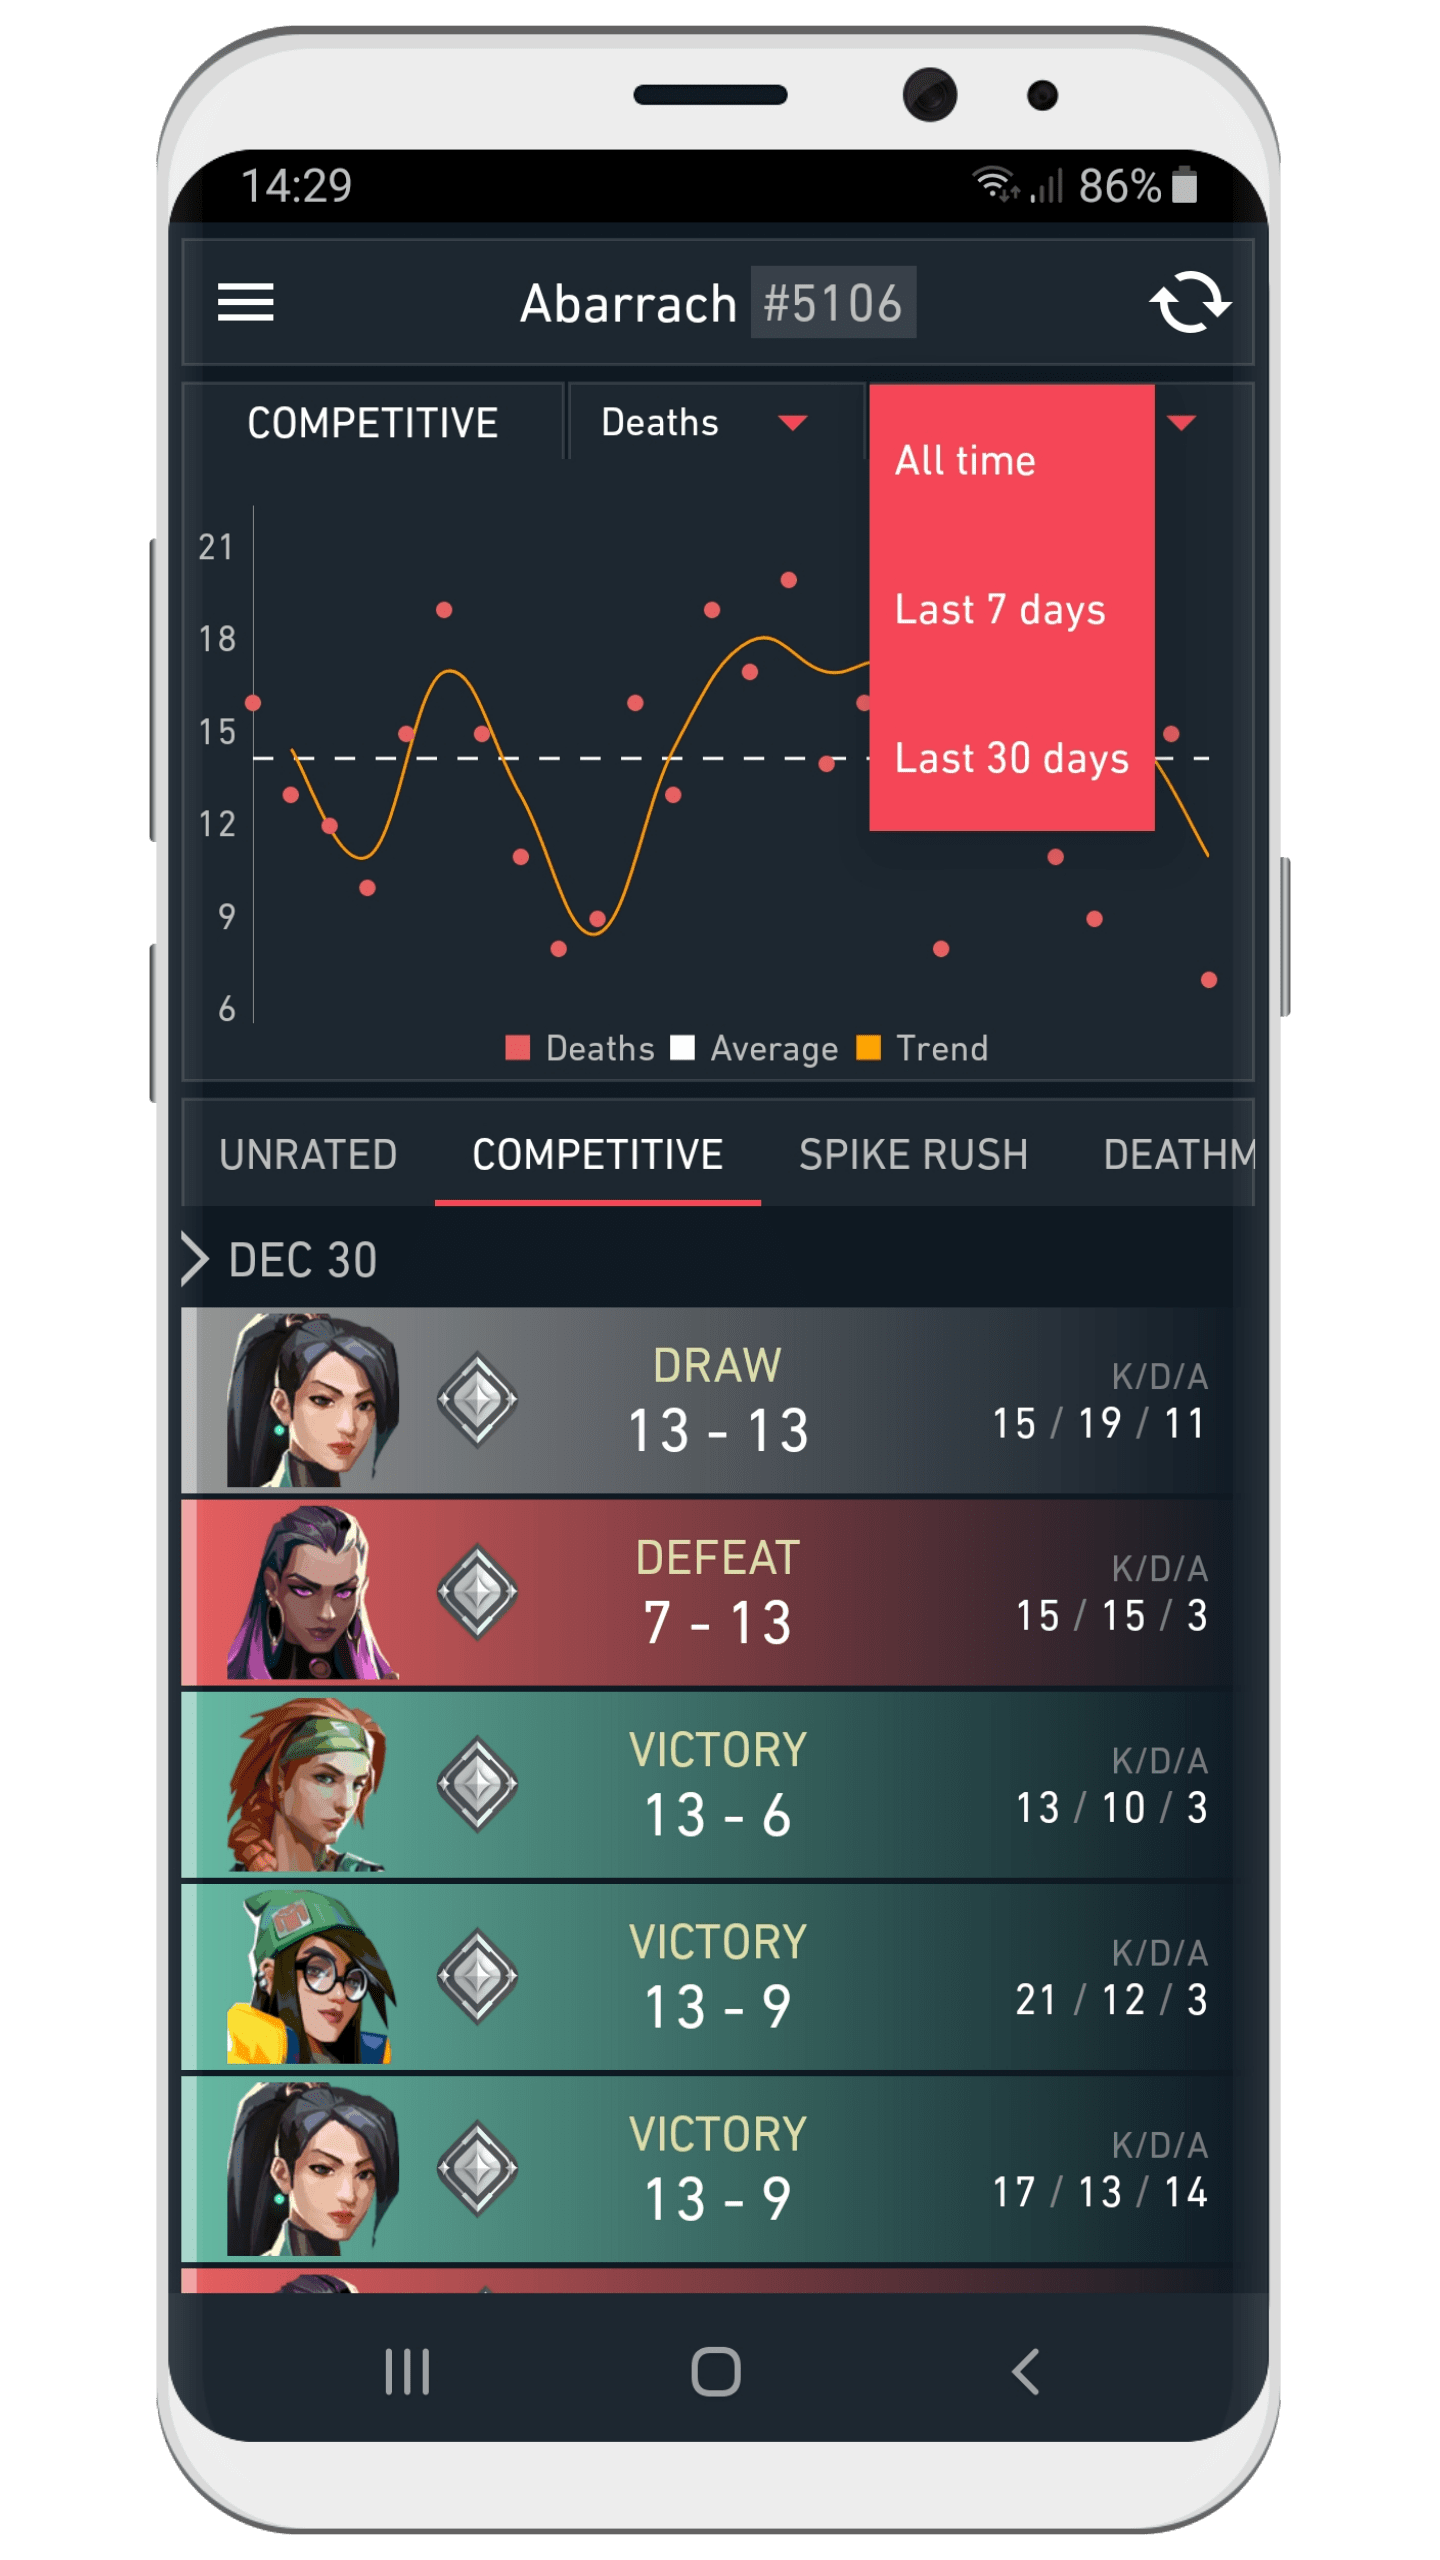 14:29 86%
Abarrach #5106
COMPETITIVE Deaths
All time
Last 7 days
Last 30 days
21
18
15
12
9
6
Deaths Average Trend
UNRATED COMPETITIVE SPIKE RUSH DEATHM
DEC 30
DRAW
13 - 13
K/D/A
15 / 19 / 11
DEFEAT
7 - 13
K/D/A
15 / 15 / 3
VICTORY
13 - 6
K/D/A
13 / 10 / 3
VICTORY
13 - 9
K/D/A
21 / 12 / 3
VICTORY
13 - 9
K/D/A
17 / 13 / 14